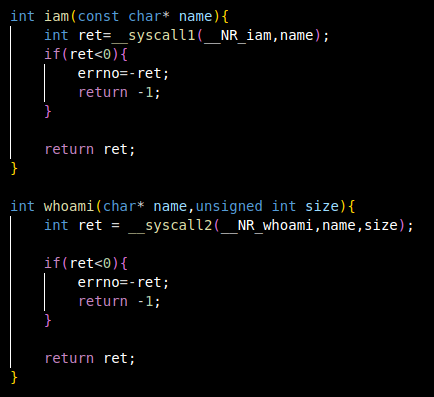 int iam(const char* name){
    int ret=__syscall1(__NR_iam,name);
    if(ret<0){
        errno=-ret;
        return -1;
    }

    return ret;
}

int whoami(char* name,unsigned int size){
    int ret = __syscall2(__NR_whoami,name,size);

    if(ret<0){
        errno=-ret;
        return -1;
    }

    return ret;
}